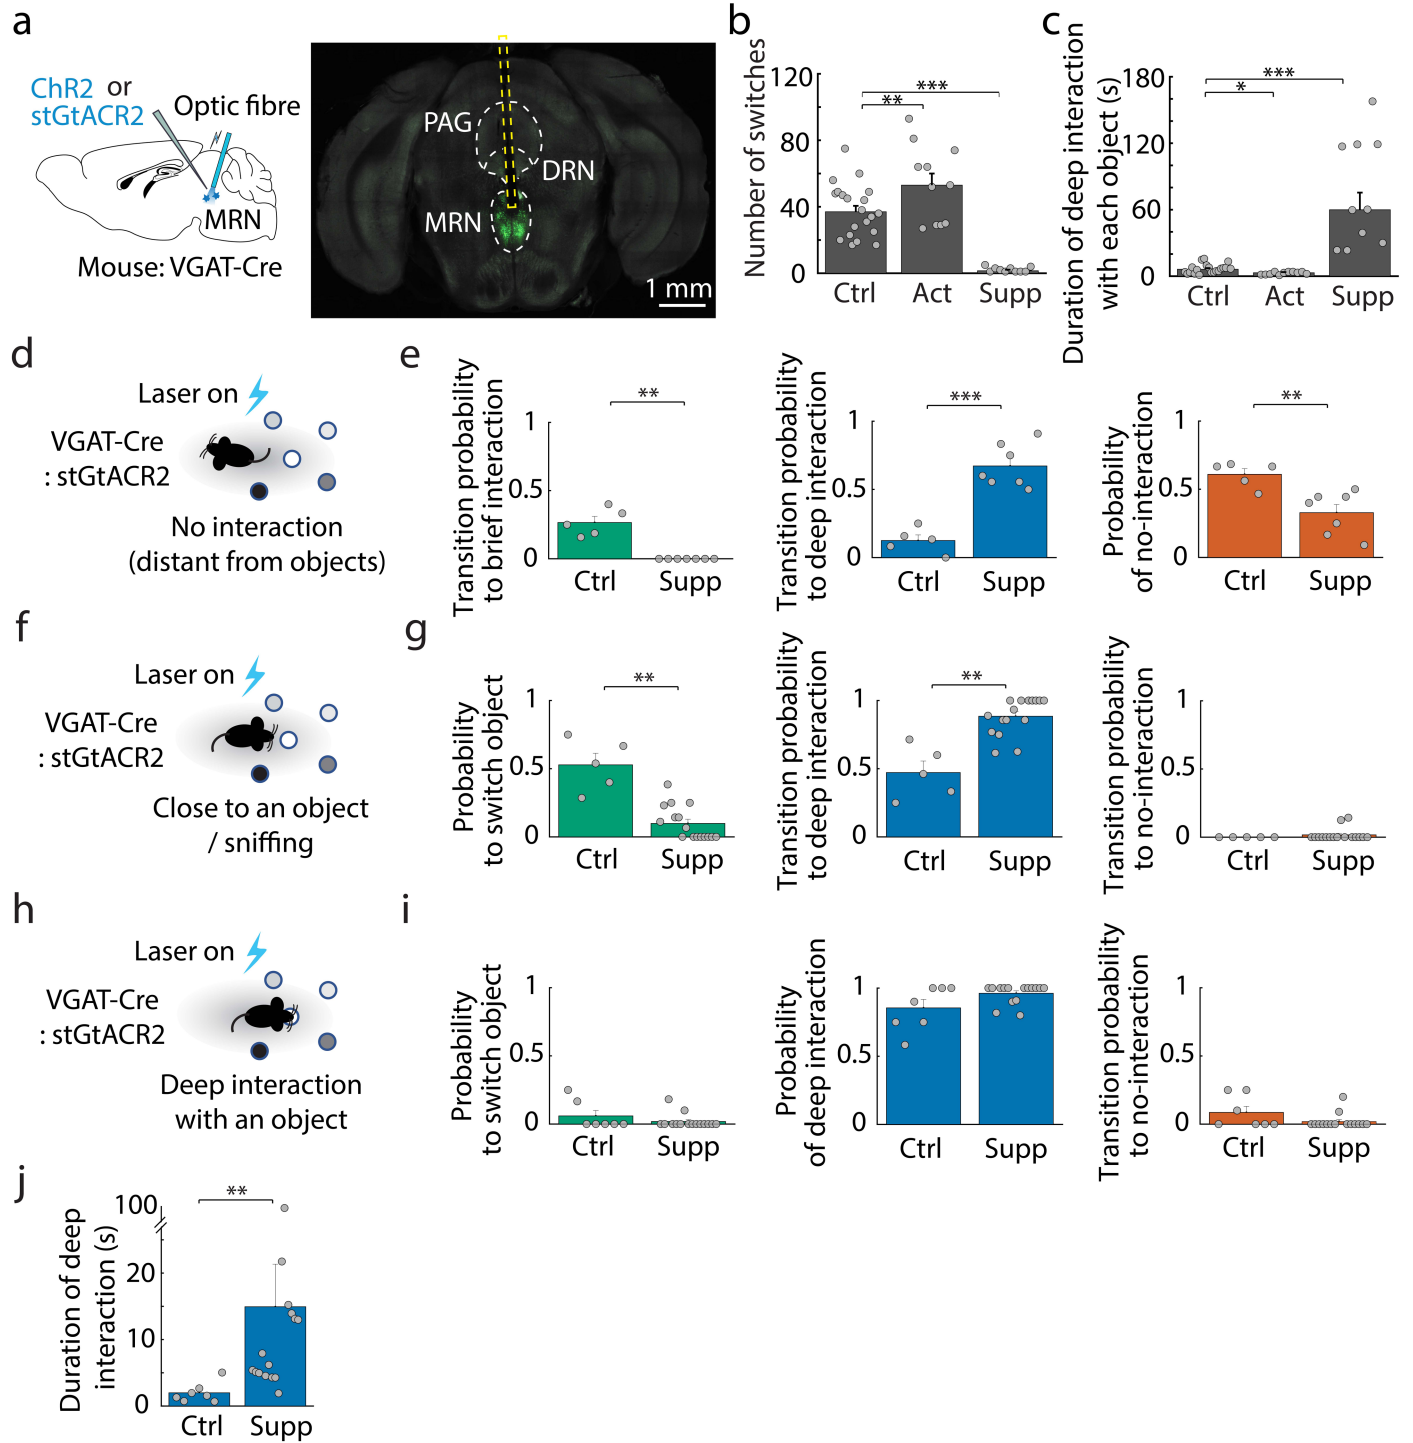 a
ChR2 or
stGtACR2
Optic fibre
MRN
Mouse: VGAT-Cre
PAG
DRN
MRN
1 mm
b
Number of switches
120
80
40
0
**
***
Ctrl
Act
Supp
c
Duration of deep interaction
with each object (s)
180
120
60
0
***
*
Ctrl
Act
Supp
d
Laser on
VGAT-Cre
: stGtACR2
No interaction
(distant from objects)
e
Transition probability
to brief interaction
1
0.5
0
**
Ctrl
Supp
Transition probability
to deep interaction
1
0.5
0
***
Ctrl
Supp
Probability
of no-interaction
1
0.5
0
**
Ctrl
Supp
f
Laser on
VGAT-Cre
: stGtACR2
Close to an object
/ sniffing
g
Probability
to switch object
1
0.5
0
**
Ctrl
Supp
Transition probability
to deep interaction
1
0.5
0
**
Ctrl
Supp
Transition probability
to no-interaction
1
0.5
0
Ctrl
Supp
h
Laser on
VGAT-Cre
: stGtACR2
Deep interaction
with an object
i
Probability
to switch object
1
0.5
0
Ctrl
Supp
Probability
of deep interaction
1
0.5
0
Ctrl
Supp
Transition probability
to no-interaction
1
0.5
0
Ctrl
Supp
j
Duration of deep
interaction (s)
100
20
10
0
**
Ctrl
Supp